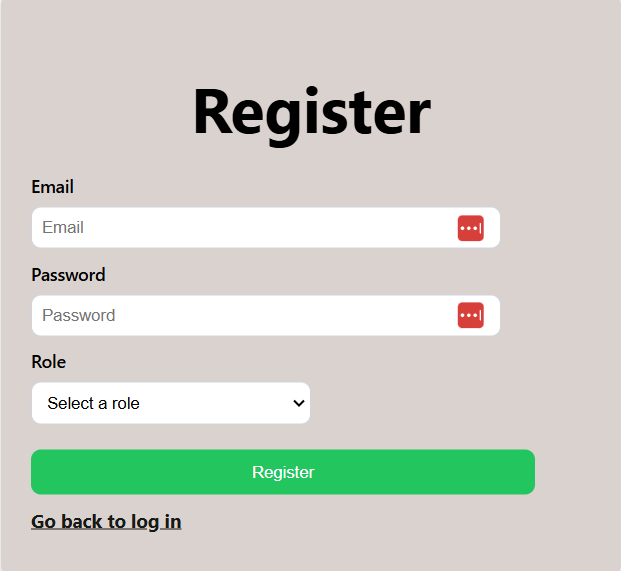 Register
Email
Email
Password
Password
Role
Select a role
Register
Go back to log in